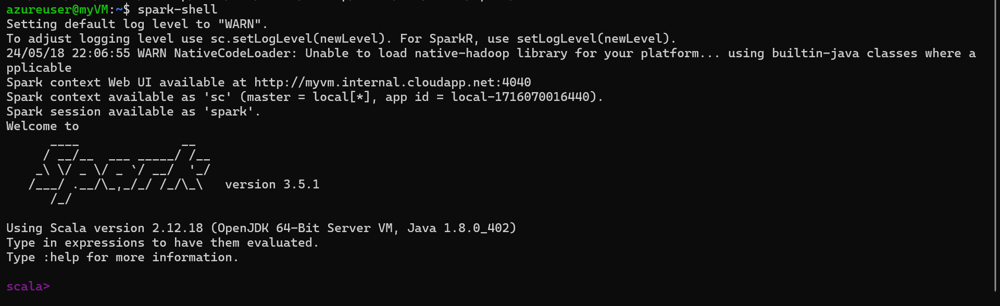 azureuser@myVM:~$ spark-shell
Setting default log level to "WARN".
To adjust logging level use sc.setLogLevel(newLevel). For SparkR, use setLogLevel(newLevel).
24/05/18 22:06:55 WARN NativeCodeLoader: Unable to load native-hadoop library for your platform... using builtin-java classes where a
pplicable
Spark context Web UI available at http://myvm.internal.cloudapp.net:4040
Spark context available as 'sc' (master = local[*], app id = local-1716070016440).
Spark session available as 'spark'.
Welcome to
      ____              __
     / __/__  ___ _____/ /__
    _\ \/ _ \/ _ `/ __/  '_/
   /___/ .__/\_,_/_/ /_/\_\   version 3.5.1
      /_/
Using Scala version 2.12.18 (OpenJDK 64-Bit Server VM, Java 1.8.0_402)
Type in expressions to have them evaluated.
Type :help for more information.
scala>